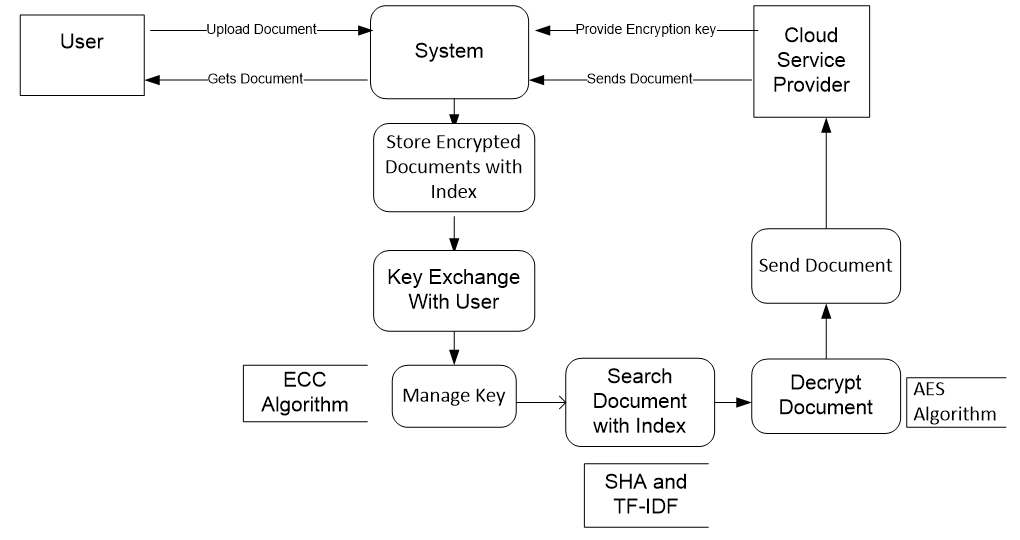 User
Upload Document
Gets Document
System
Provide Encryption key
Sends Document
Cloud
Service
Provider
Store Encrypted
Documents with
Index
Key Exchange
With User
Send Document
ECC
Algorithm
Manage Key
Search
Document
with Index
Decrypt
Document
AES
Algorithm
SHA and
TF-IDF